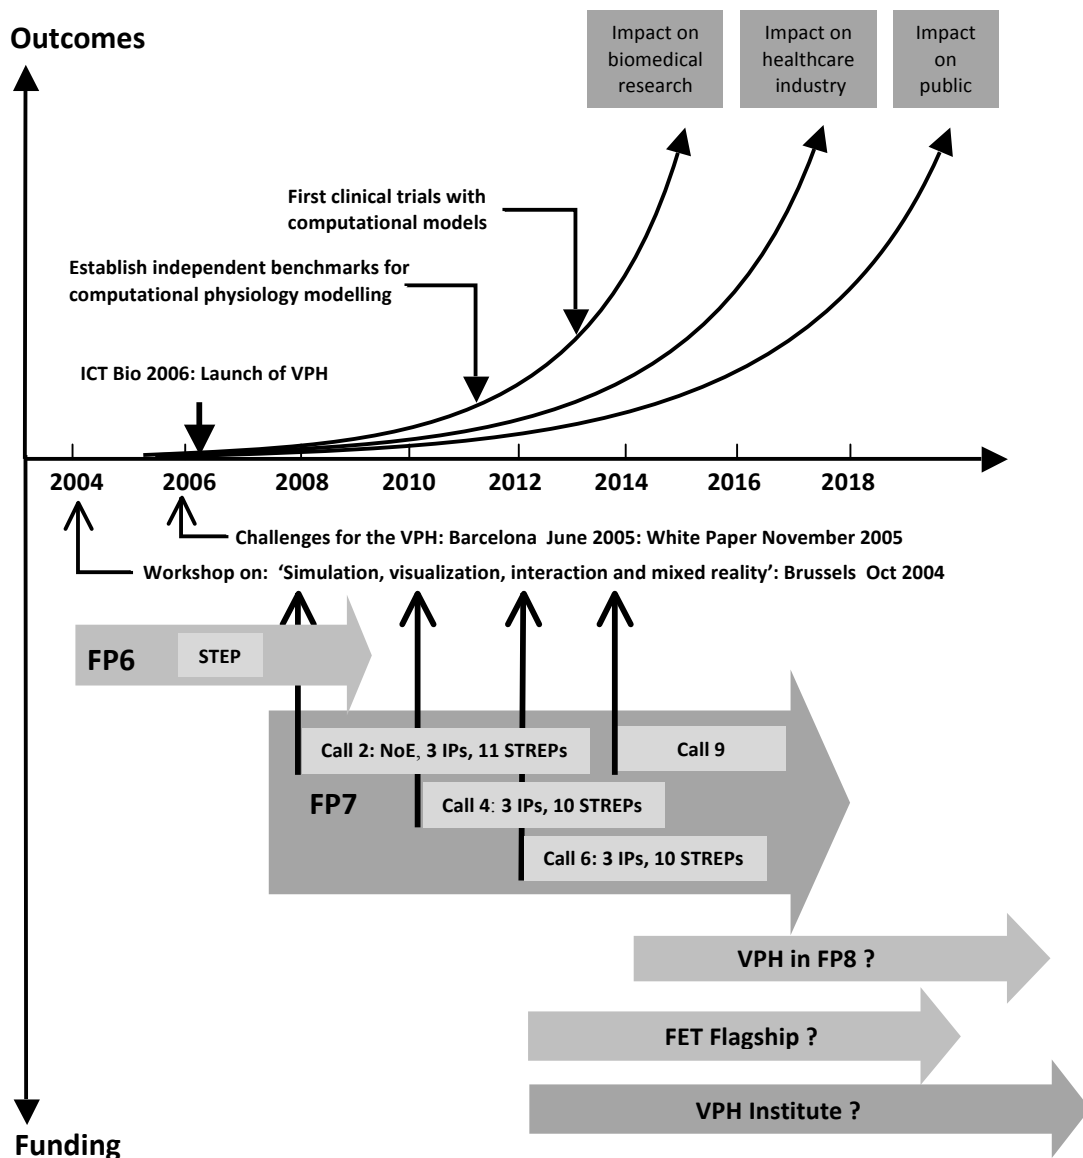 Outcomes
Impact on
biomedical
research
Impact on
healthcare
industry
Impact
on
public
First clinical trials with
computational models
Establish independent benchmarks for
computational physiology modelling
ICT Bio 2006: Launch of VPH
2004 2006 2008 2010 2012 2014 2016 2018
Challenges for the VPH: Barcelona June 2005: White Paper November 2005
Workshop on: ‘Simulation, visualization, interaction and mixed reality’: Brussels Oct 2004
FP6
STEP
Call 2: NoE, 3 IPs, 11 STREPs
Call 9
FP7
Call 4: 3 IPs, 10 STREPs
Call 6: 3 IPs, 10 STREPs
VPH in FP8 ?
FET Flagship ?
VPH Institute ?
Funding